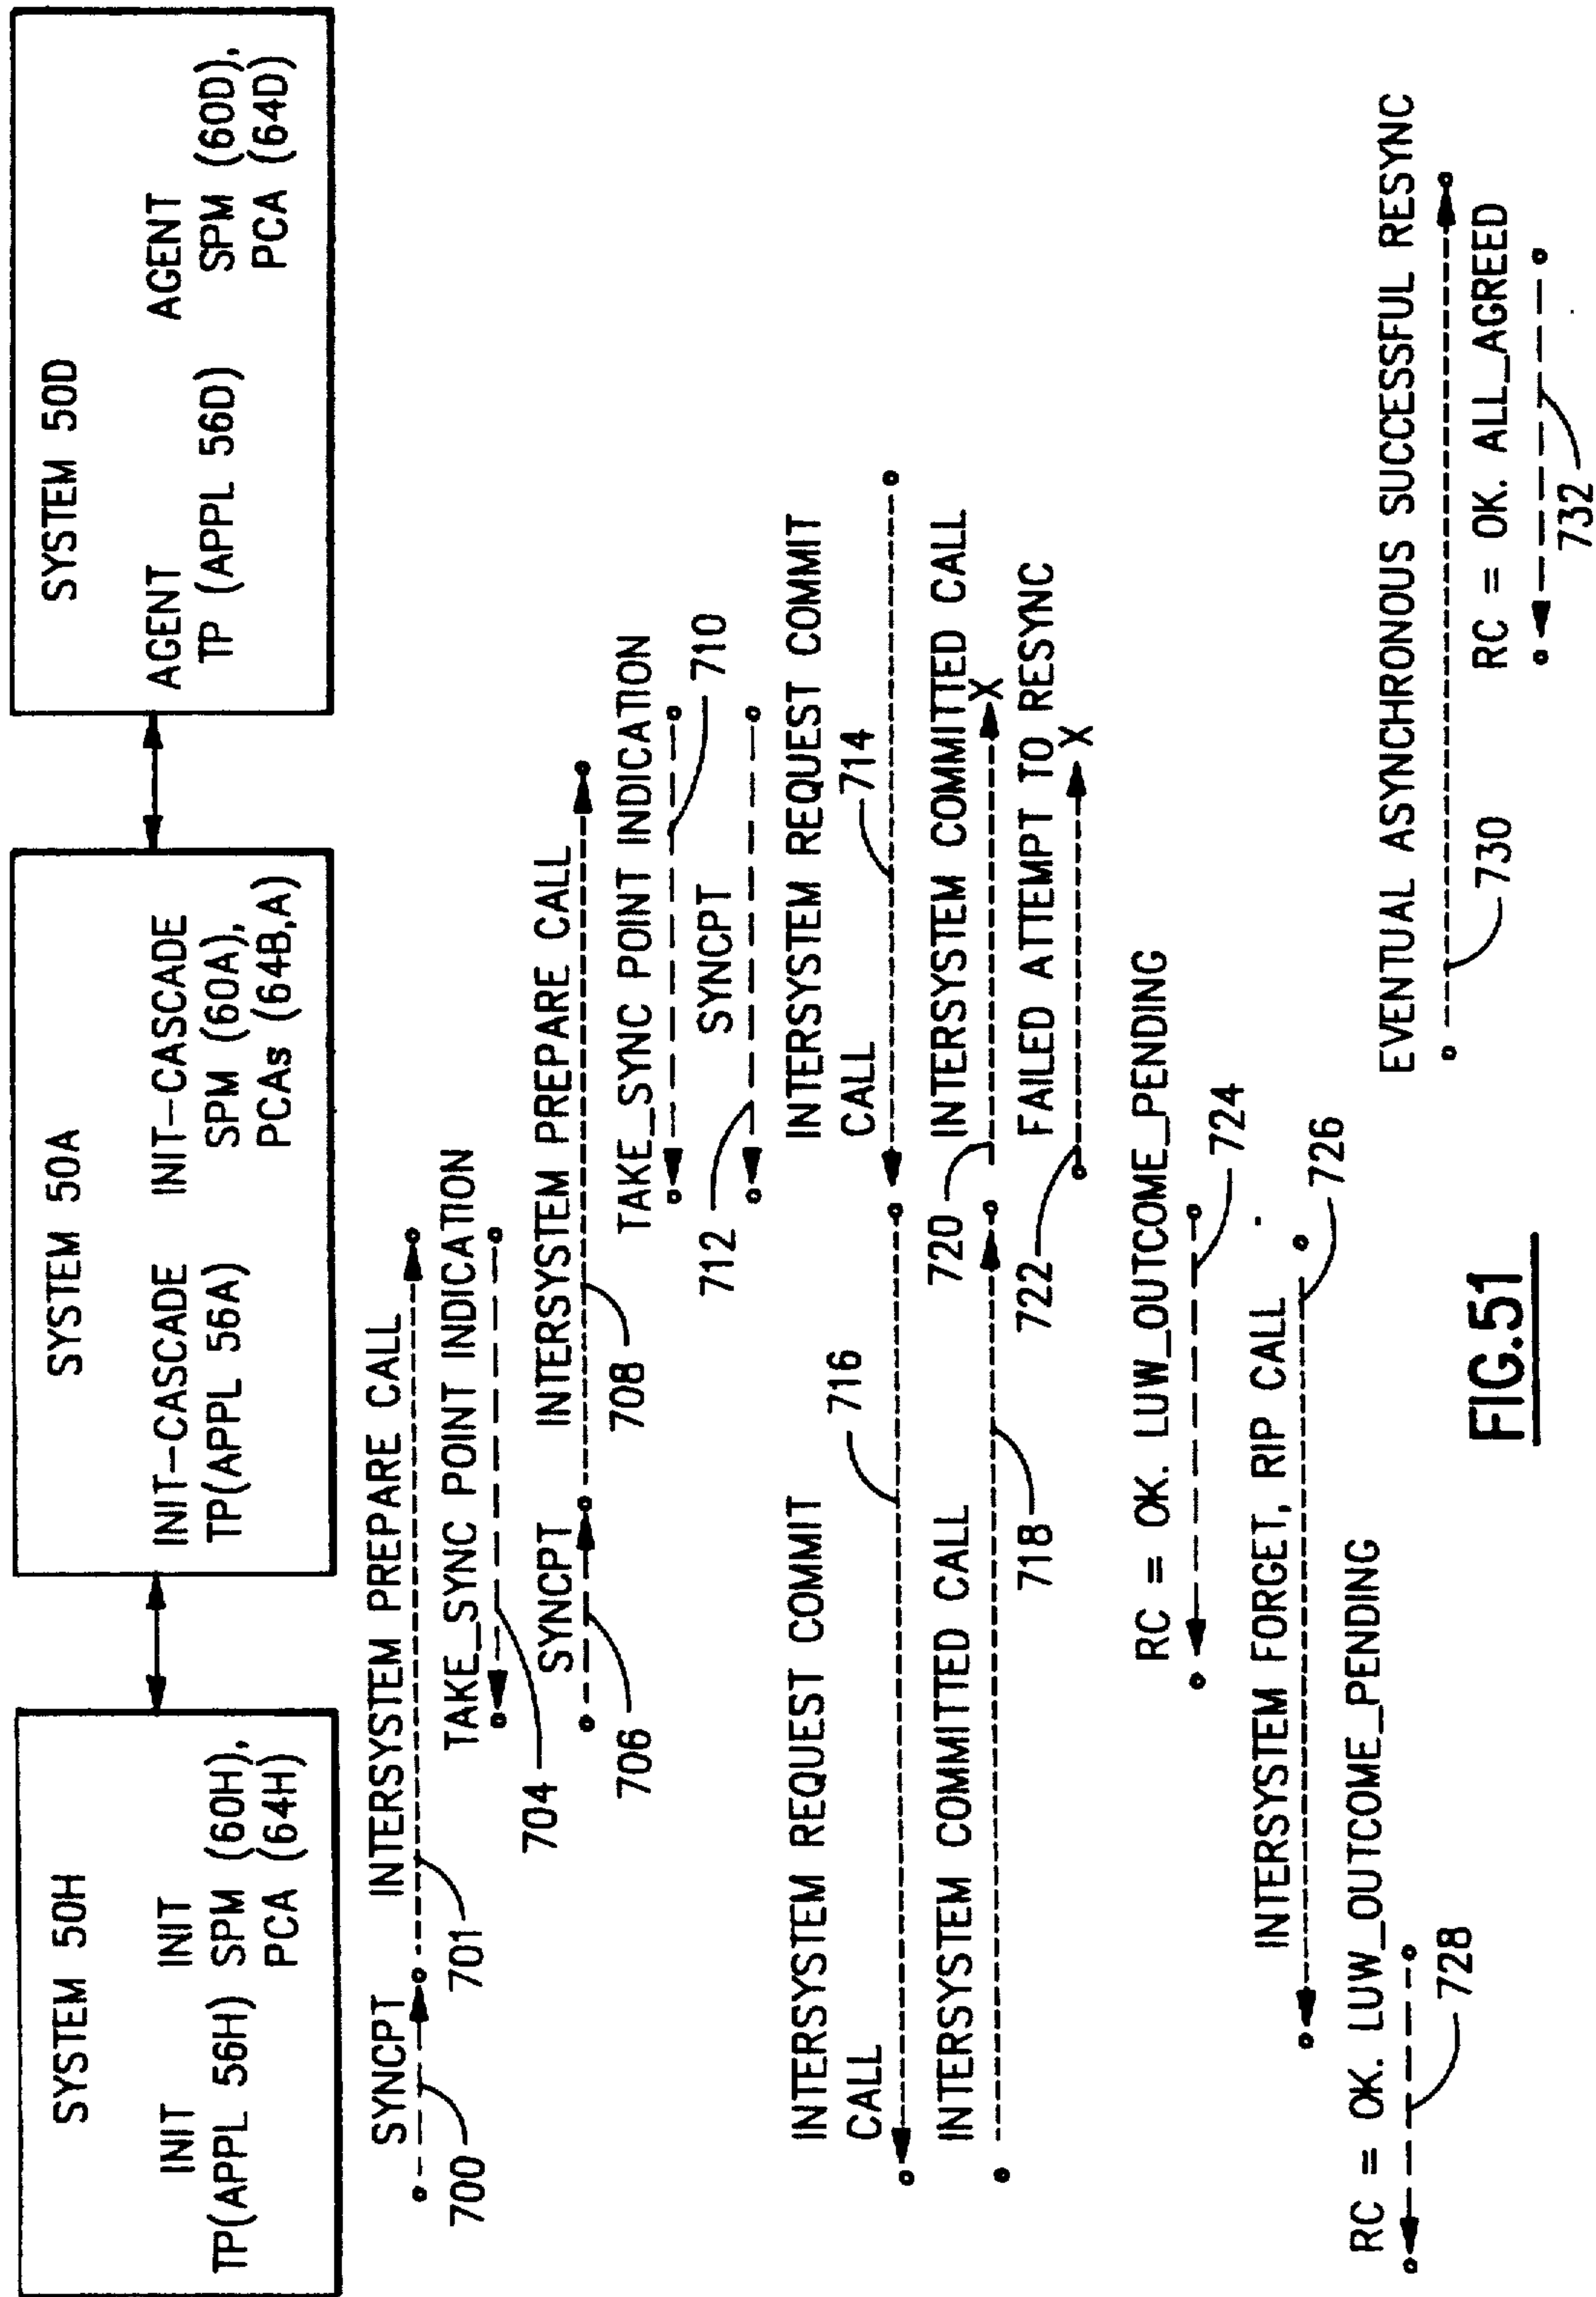 SYSTEM 50H
INIT INIT
TP(APPL 56H) SPM (60H),
PCA (64H)
SYSTEM 50A
INIT-CASCADE INIT-CASCADE
TP(APPL 56A) SPM (60A),
PCAs (64B,A)
SYSTEM 50D
AGENT AGENT
TP (APPL 56D) SPM (60D),
PCA (64D)
SYNCPT INTERSYSTEM PREPARE CALL
700 701
TAKE_SYNC POINT INDICATION
704
SYNCPT INTERSYSTEM PREPARE CALL
706 708
TAKE_SYNC POINT INDICATION
710
SYNCPT
712
INTERSYSTEM REQUEST COMMIT
CALL
714
INTERSYSTEM REQUEST COMMIT
CALL
716
INTERSYSTEM COMMITTED CALL
718
INTERSYSTEM COMMITTED CALL
X
720
FAILED ATTEMPT TO RESYNC
X
722
RC = OK. LUW_OUTCOME_PENDING
724
INTERSYSTEM FORGET, RIP CALL
726
RC = OK. LUW_OUTCOME_PENDING
728
EVENTUAL ASYNCHRONOUS SUCCESSFUL RESYNC
730
RC = OK. ALL_AGREED
732
FIG.51